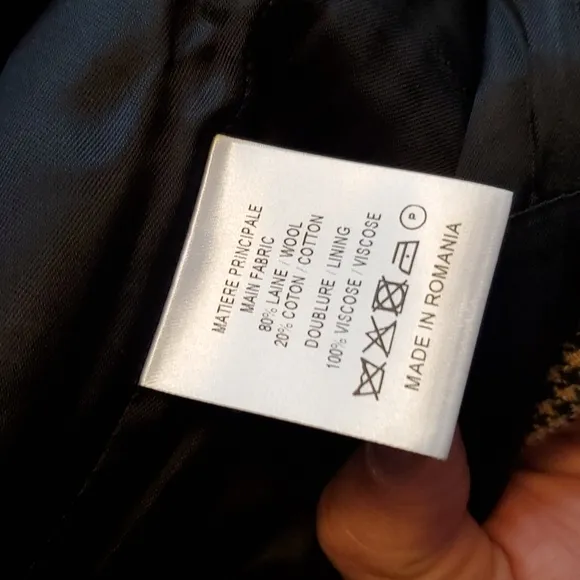 MATIERE PRINCIPALE
MAIN FABRIC
80% LAINE / WOOL
20% COTON / COTTON
DOUBLURE / LINING
100% VISCOSE / VISCOSE
P
MADE IN ROMANIA